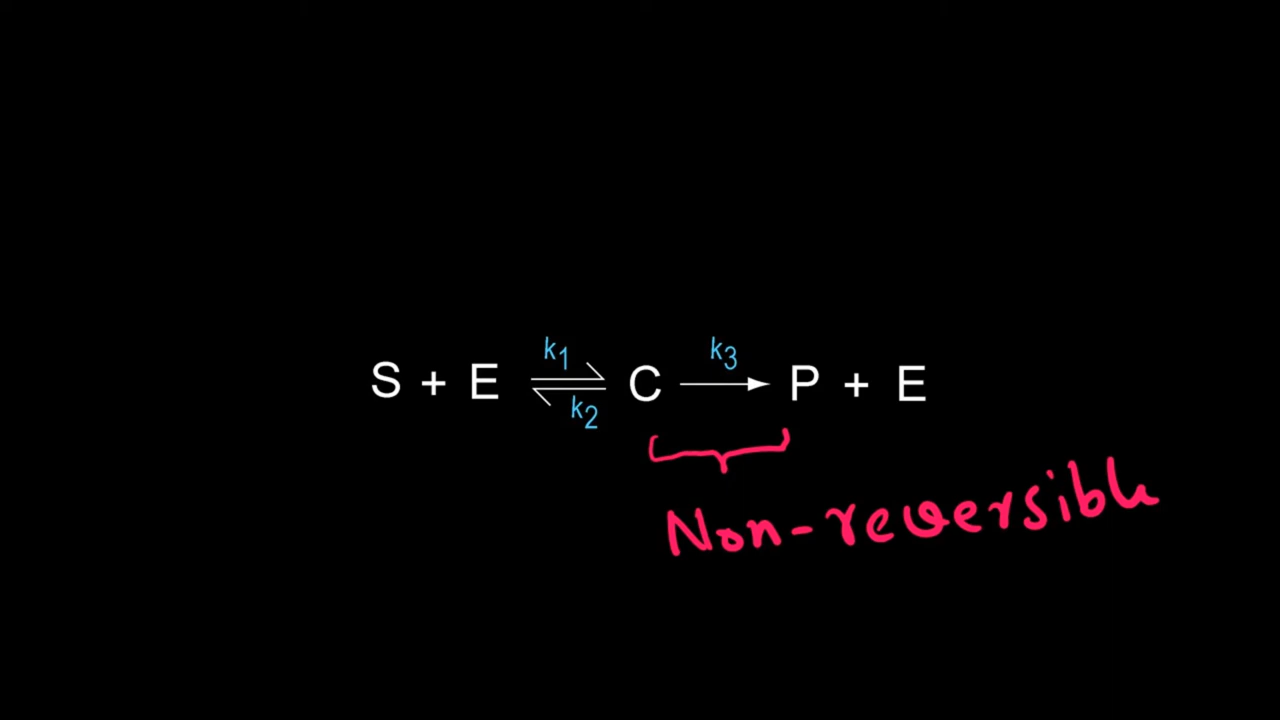 S + E ⇌ C → P + E
k1 k2 k3
Non-reversible